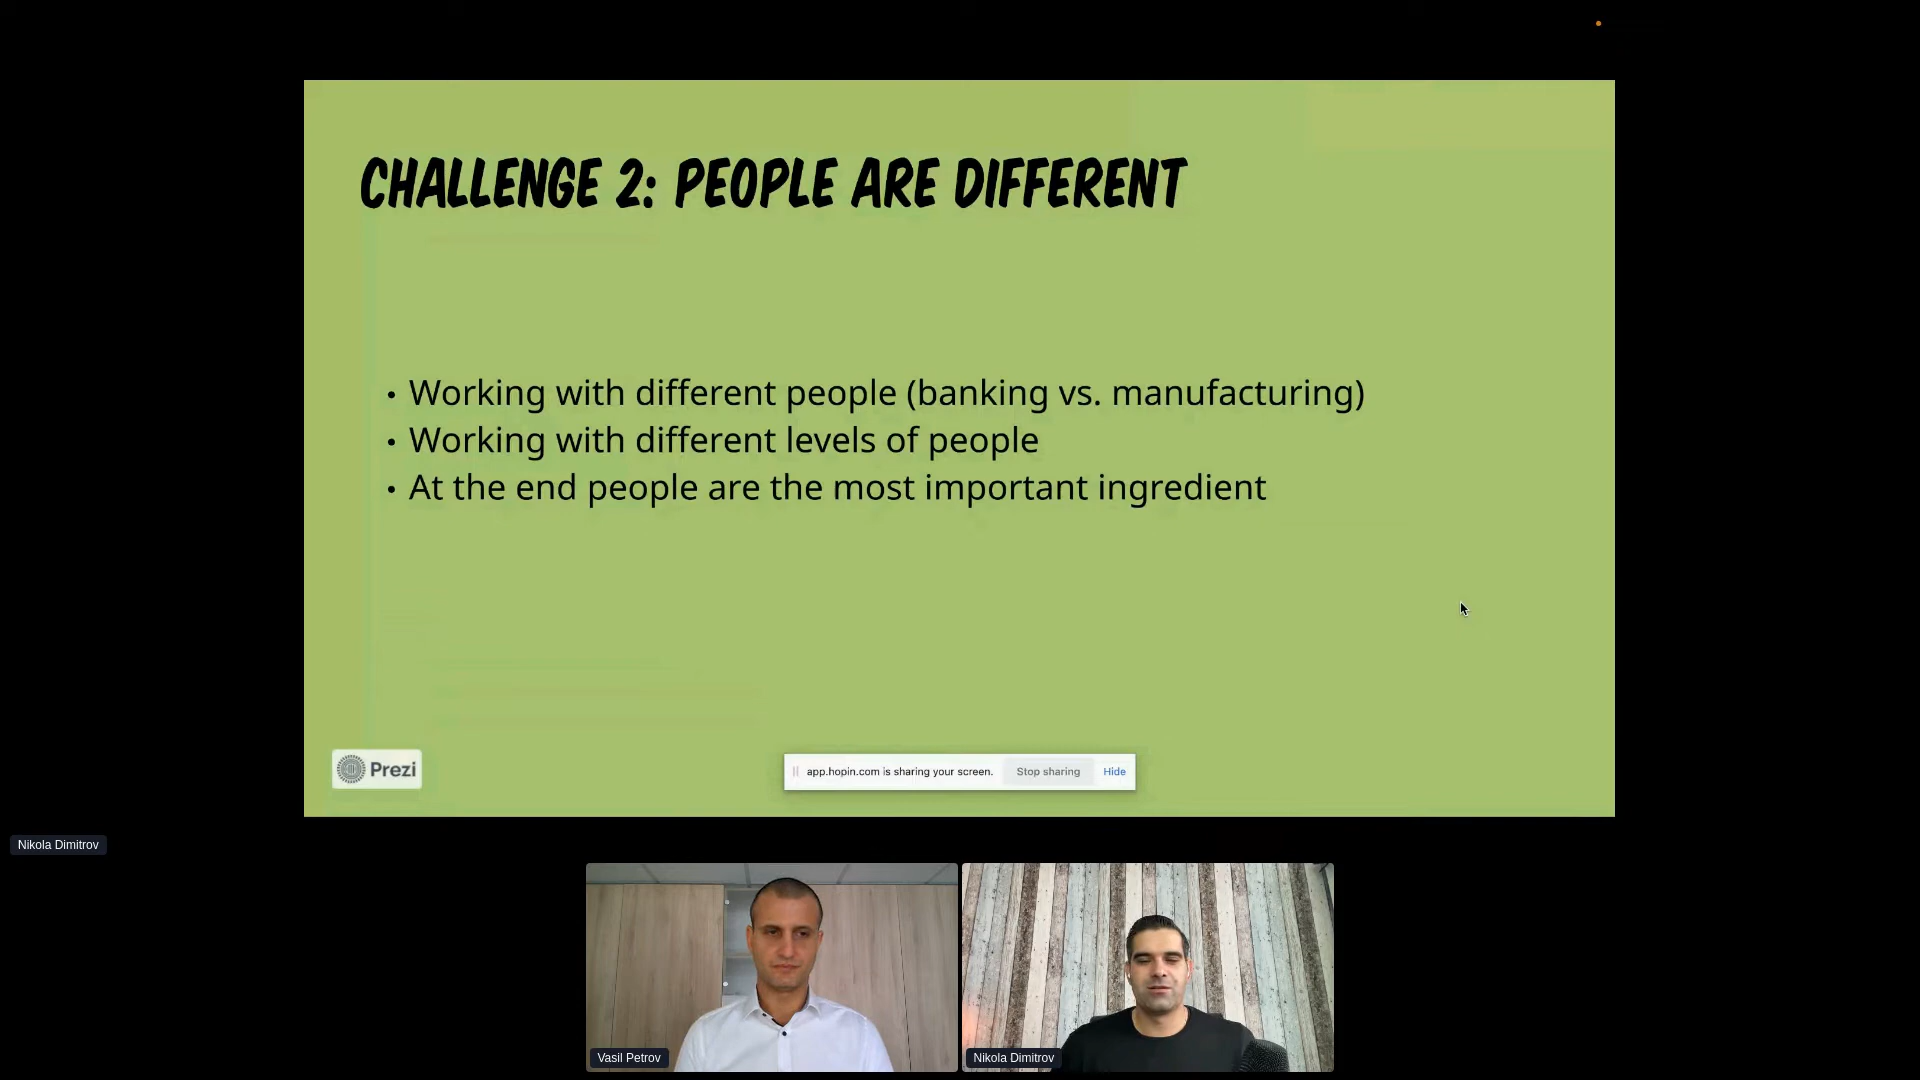 CHALLENGE 2: PEOPLE ARE DIFFERENT
• Working with different people (banking vs. manufacturing)
• Working with different levels of people
• At the end people are the most important ingredient
Prezi
app.hopin.com is sharing your screen. Stop sharing Hide
Nikola Dimitrov
Vasil Petrov
Nikola Dimitrov